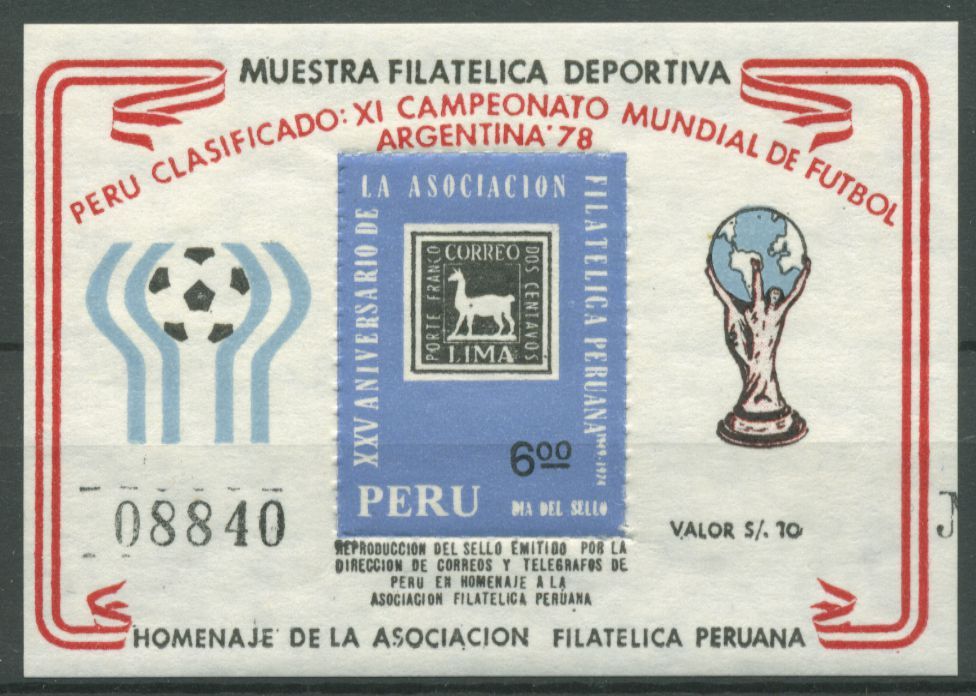 MUESTRA FILATELICA DEPORTIVA
PERU CLASIFICADO: XI CAMPEONATO MUNDIAL DE FUTBOL
ARGENTINA '78
XXV ANIVERSARIO DE
LA ASOCIACION
FILATELICA PERUANA 1949-1974
PORTE FRANCO
CORREO
DOS CENTAVOS
LIMA
6.00
PERU
DIA DEL SELLO
08840
VALOR S/. 10
REPRODUCCION DEL SELLO EMITIDO POR LA
DIRECCION DE CORREOS Y TELEGRAFOS DE
PERU EN HOMENAJE A LA
ASOCIACION FILATELICA PERUANA
HOMENAJE DE LA ASOCIACION FILATELICA PERUANA